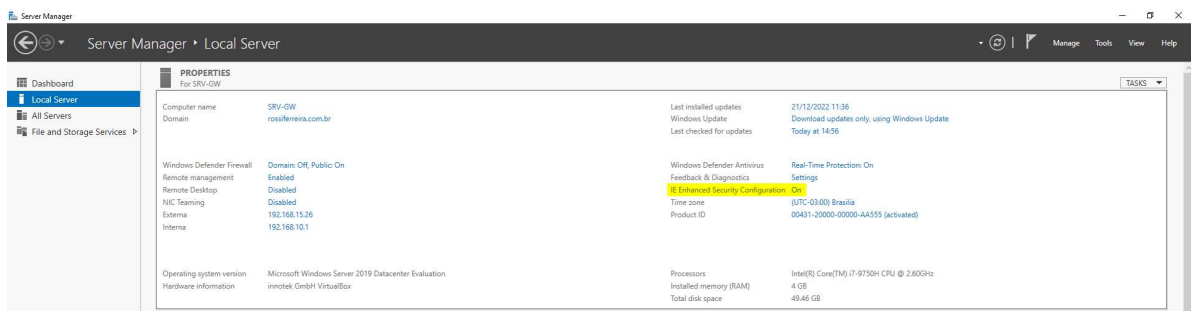 Server Manager
Server Manager • Local Server
Manage Tools View Help
Dashboard
Local Server
All Servers
File and Storage Services
PROPERTIES
For SRV-GW
TASKS
Computer name SRV-GW
Domain rossiferreira.com.br
Last installed updates 21/12/2022 11:36
Windows Update Download updates only, using Windows Update
Last checked for updates Today at 14:56
Windows Defender Firewall Domain: Off, Public: On
Remote management Enabled
Remote Desktop Disabled
NIC Teaming Disabled
Externa 192.168.15.26
Interna 192.168.10.1
Windows Defender Antivirus Real-Time Protection: On
Feedback & Diagnostics Settings
IE Enhanced Security Configuration On
Time zone (UTC-03:00) Brasilia
Product ID 00431-20000-00000-AA555 (activated)
Operating system version Microsoft Windows Server 2019 Datacenter Evaluation
Hardware information innotek GmbH VirtualBox
Processors Intel(R) Core(TM) i7-9750H CPU @ 2.60GHz
Installed memory (RAM) 4 GB
Total disk space 49,46 GB